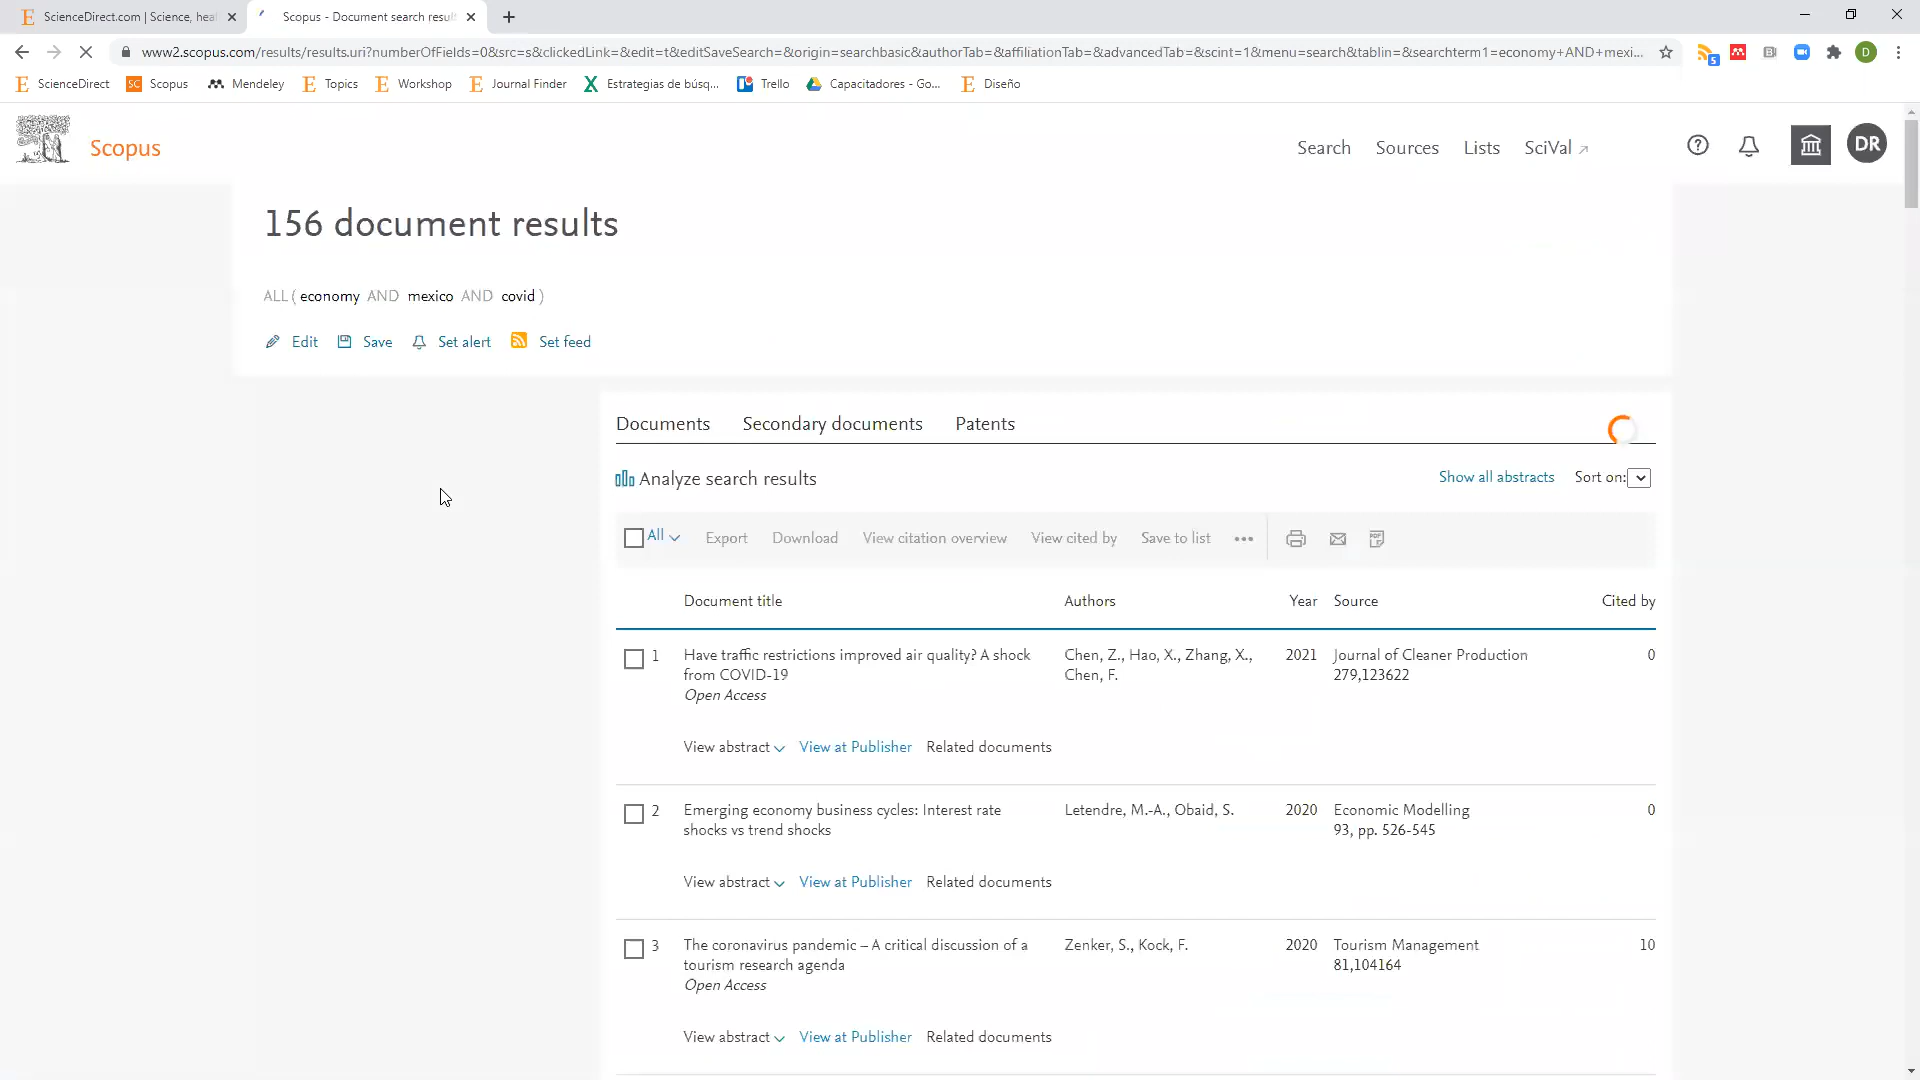 ScienceDirect.com | Science, heal
Scopus - Document search result
www2.scopus.com/results/results.uri?numberOfFields=0&src=s&clickedLink=&edit=t&editSaveSearch=&origin=searchbasic&authorTab=&affiliationTab=&advancedTab=&scint=1&menu=search&tablin=&searchterm1=economy+AND+mexi...
5
D
ScienceDirect
SC Scopus
Mendeley
Topics
Workshop
Journal Finder
Estrategias de búsq...
Trello
Capacitadores - Go...
Diseño
Scopus
Search
Sources
Lists
SciVal
DR
156 document results
ALL ( economy AND mexico AND covid )
Edit
Save
Set alert
Set feed
Documents
Secondary documents
Patents
Analyze search results
Show all abstracts
Sort on:
All
Export
Download
View citation overview
View cited by
Save to list
Document title
Authors
Year
Source
Cited by
1
Have traffic restrictions improved air quality? A shock
from COVID-19
Open Access
Chen, Z., Hao, X., Zhang, X.,
Chen, F.
2021
Journal of Cleaner Production
279,123622
0
View abstract
View at Publisher
Related documents
2
Emerging economy business cycles: Interest rate
shocks vs trend shocks
Letendre, M.-A., Obaid, S.
2020
Economic Modelling
93, pp. 526-545
0
View abstract
View at Publisher
Related documents
3
The coronavirus pandemic – A critical discussion of a
tourism research agenda
Open Access
Zenker, S., Kock, F.
2020
Tourism Management
81,104164
10
View abstract
View at Publisher
Related documents